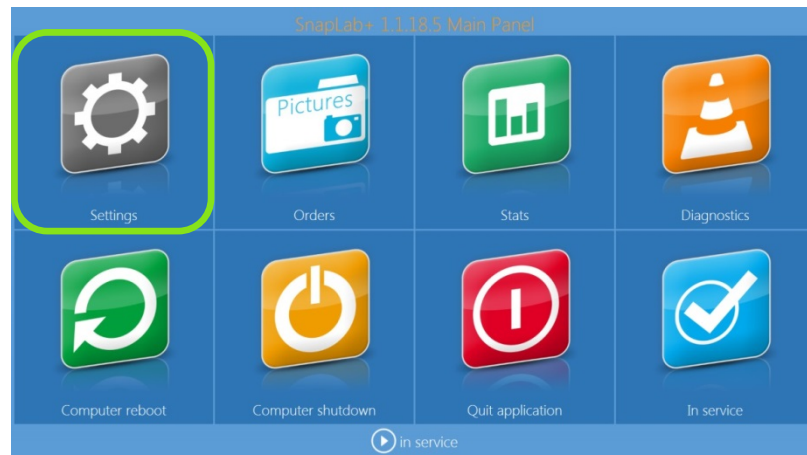 SnapLab+ 1.1.18.5 Main Panel
Pictures
Settings Orders Stats Diagnostics
Computer reboot Computer shutdown Quit application In service
in service